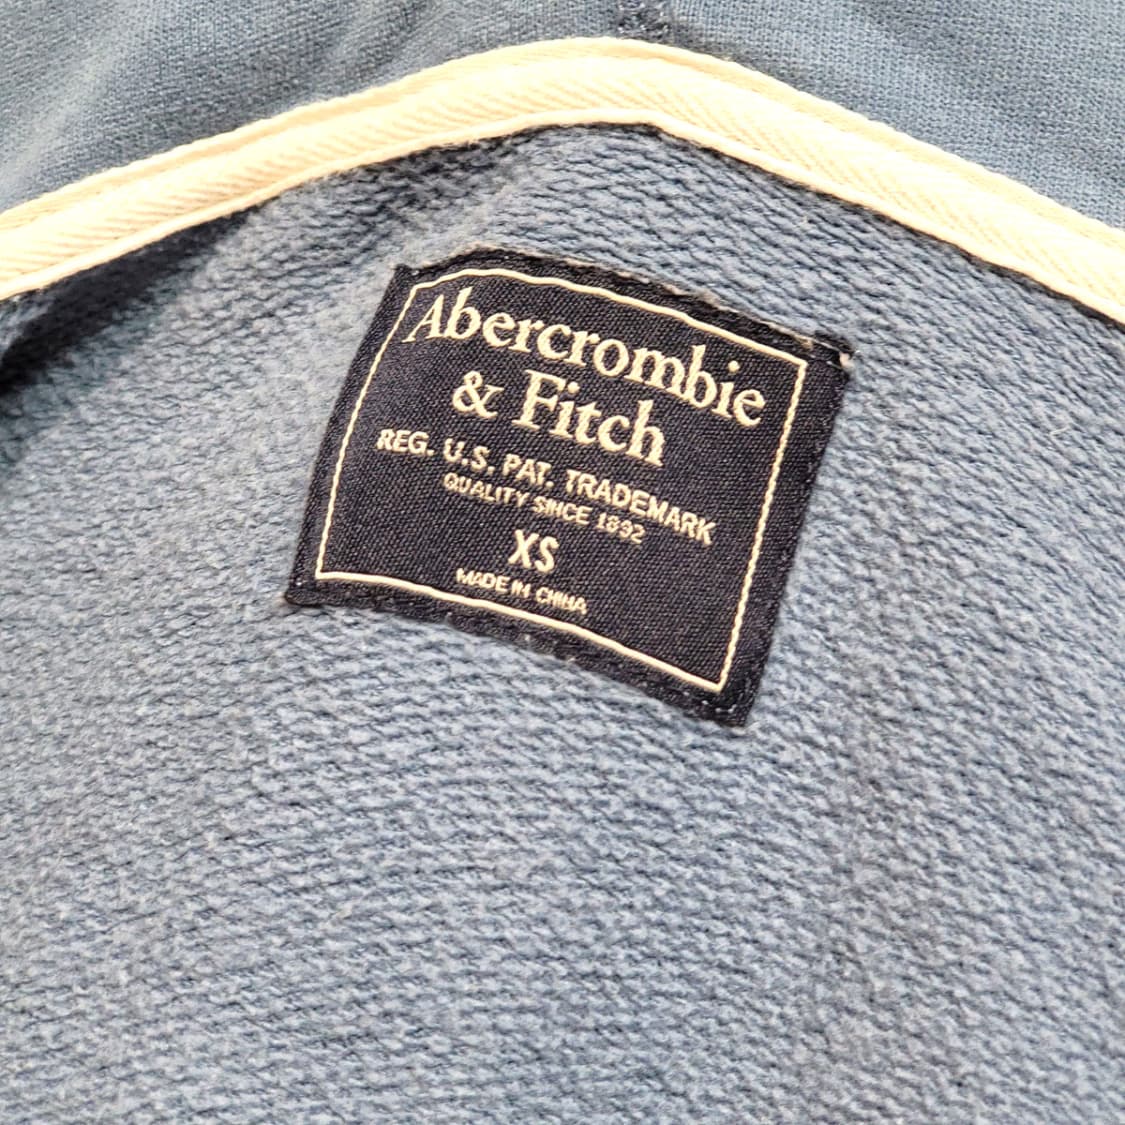 Abercrombie
& Fitch
REG. U.S. PAT. TRADEMARK
QUALITY SINCE 1892
XS
MADE IN CHINA